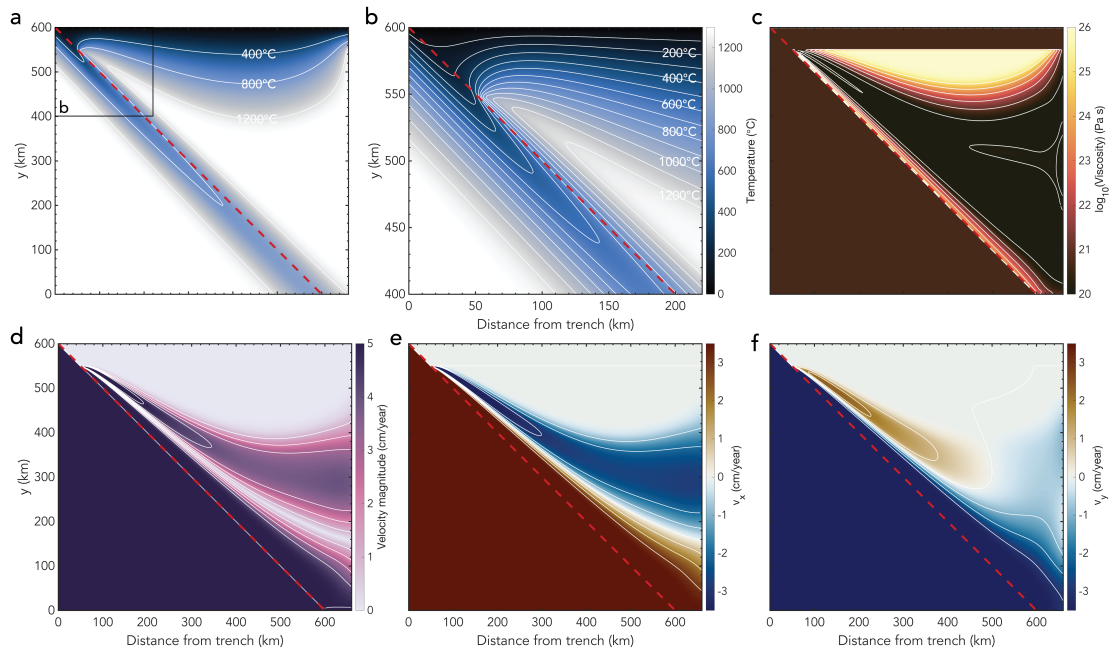 a
600
500
400
300
200
100
0
y (km)
b
400°C
800°C
1200°C
b
600
550
500
450
400
y (km)
0 50 100 150 200
Distance from trench (km)
200°C
400°C
600°C
800°C
1000°C
1200°C
1200
1000
800
600
400
200
0
Temperature (°C)
c
26
25
24
23
22
21
20
log10(Viscosity) (Pa s)
d
600
500
400
300
200
100
0
y (km)
0 100 200 300 400 500 600
Distance from trench (km)
5
4
3
2
1
0
Velocity magnitude (cm/year)
e
0 100 200 300 400 500 600
Distance from trench (km)
3
2
1
0
-1
-2
-3
vx (cm/year)
f
0 100 200 300 400 500 600
Distance from trench (km)
3
2
1
0
-1
-2
-3
vy (cm/year)